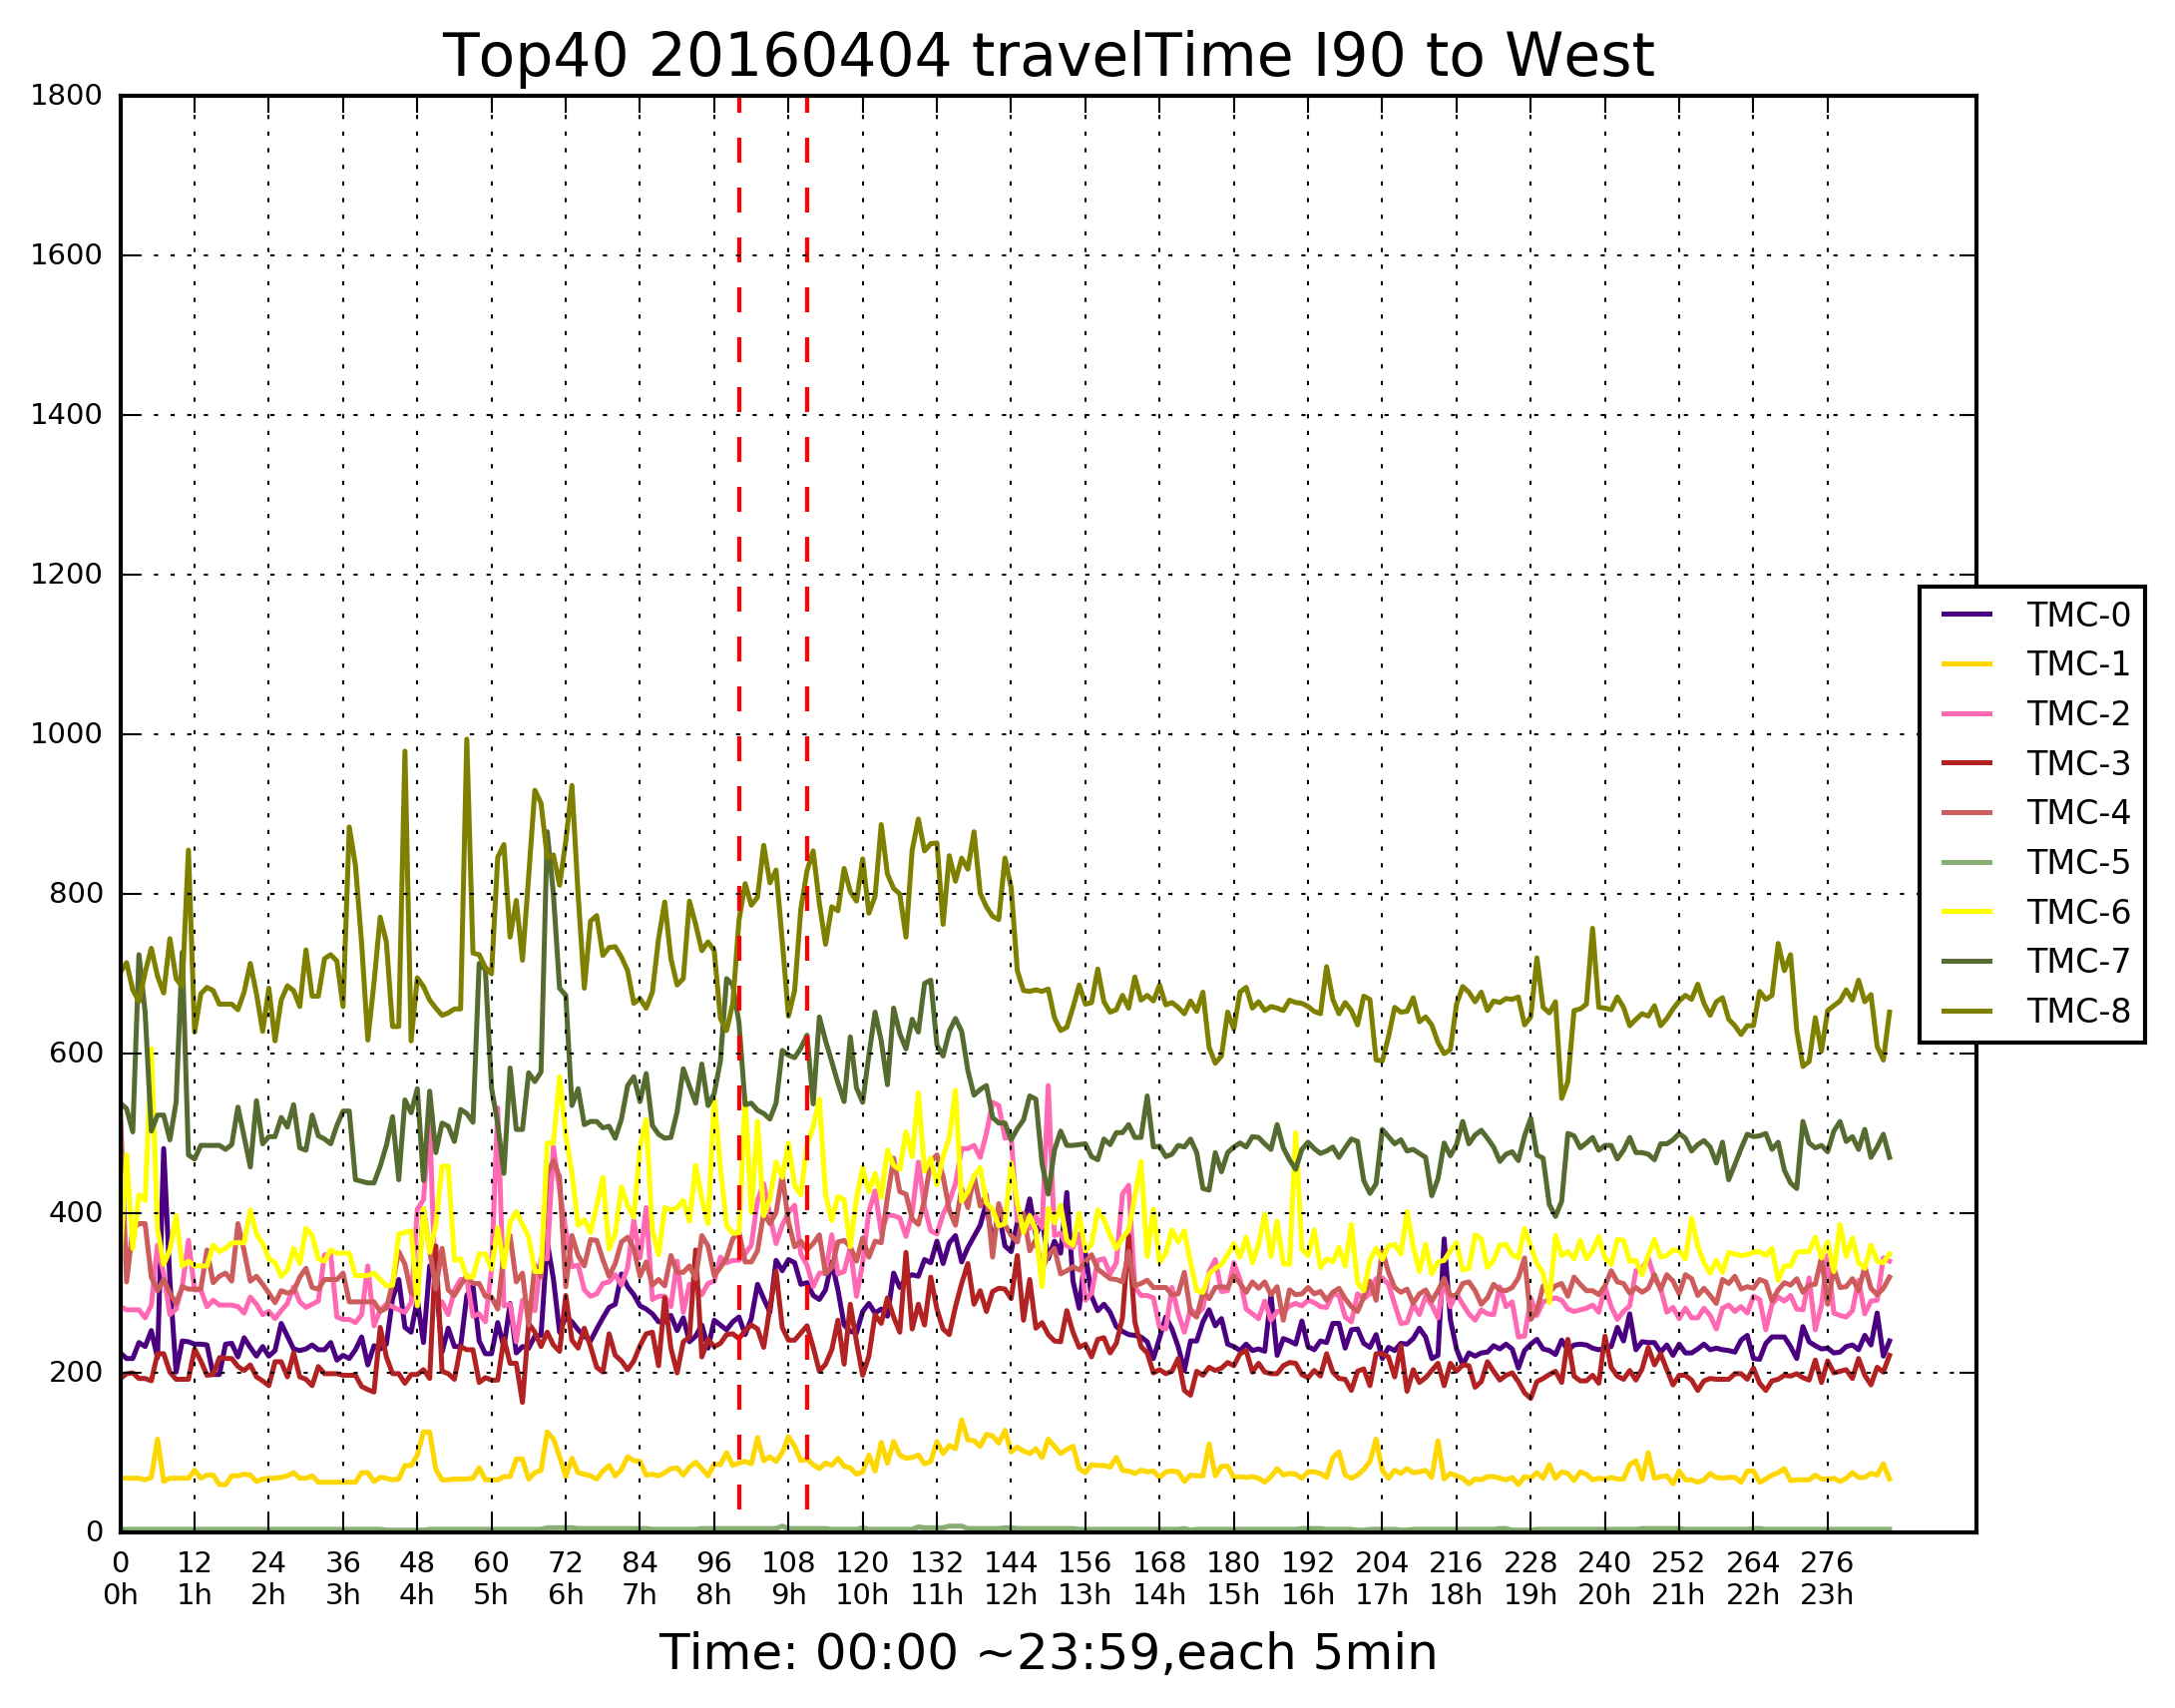 Top40 20160404 travelTime I90 to West
1800
1600
1400
1200
1000
800
600
400
200
0
TMC-0
TMC-1
TMC-2
TMC-3
TMC-4
TMC-5
TMC-6
TMC-7
TMC-8
0 12 24 36 48 60 72 84 96 108 120 132 144 156 168 180 192 204 216 228 240 252 264 276
0h 1h 2h 3h 4h 5h 6h 7h 8h 9h 10h 11h 12h 13h 14h 15h 16h 17h 18h 19h 20h 21h 22h 23h
Time: 00:00 ~23:59,each 5min